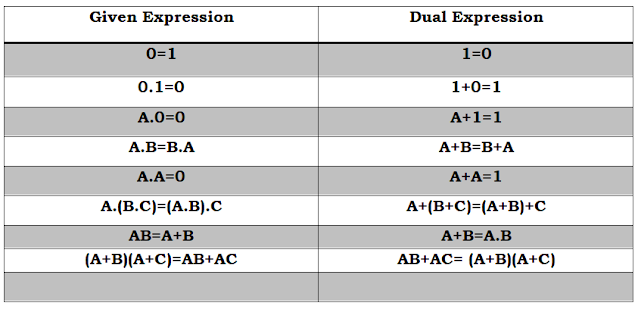 Given Expression Dual Expression
0=1 1=0
0.1=0 1+0=1
A.0=0 A+1=1
A.B=B.A A+B=B+A
A.A=0 A+A=1
A.(B.C)=(A.B).C A+(B+C)=(A+B)+C
AB=A+B A+B=A.B
(A+B)(A+C)=AB+AC AB+AC= (A+B)(A+C)